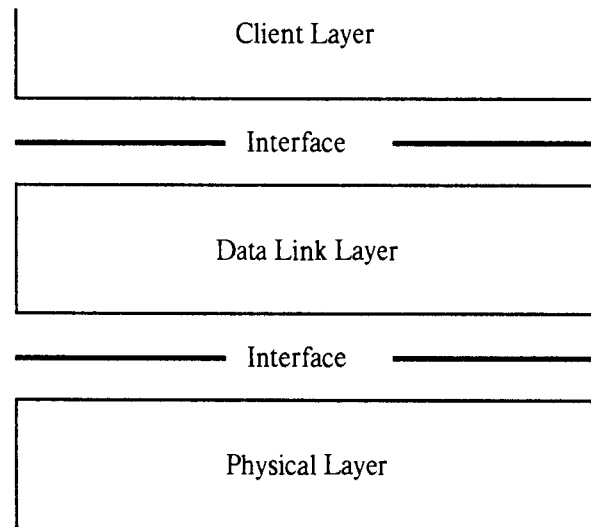 Client Layer
Interface
Data Link Layer
Interface
Physical Layer